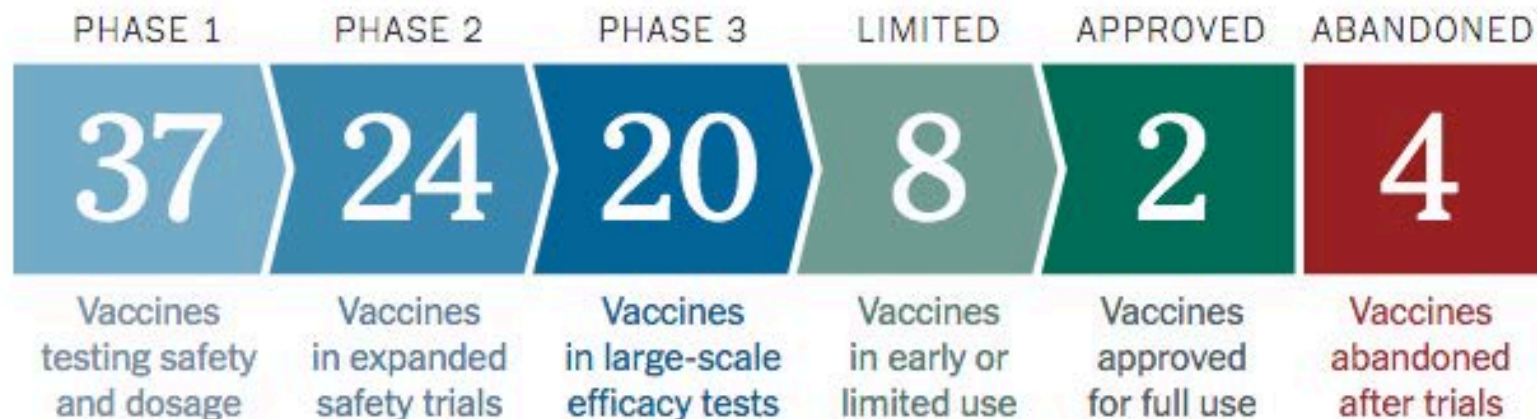 PHASE 1 PHASE 2 PHASE 3 LIMITED APPROVED ABANDONED
37 24 20 8 2 4
Vaccines Vaccines Vaccines Vaccines Vaccines Vaccines
testing safety in expanded in large-scale in early or approved abandoned
and dosage safety trials efficacy tests limited use for full use after trials